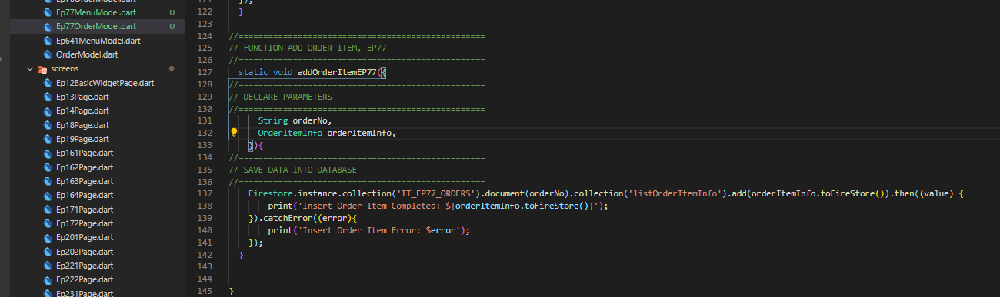 Ep77MenuModel.dart U
Ep77OrderModel.dart U
Ep641MenuModel.dart
OrderModel.dart
screens
Ep12BasicWidgetPage.dart
Ep13Page.dart
Ep14Page.dart
Ep18Page.dart
Ep19Page.dart
Ep161Page.dart
Ep162Page.dart
Ep163Page.dart
Ep164Page.dart
Ep171Page.dart
Ep172Page.dart
Ep201Page.dart
Ep202Page.dart
Ep221Page.dart
Ep222Page.dart
Ep231Page.dart
121 });
122 }
123
124 //==================================================
125 // FUNCTION ADD ORDER ITEM, EP77
126 //==================================================
127 static void addOrderItemEP77({
128 //==================================================
129 // DECLARE PARAMETERS
130 //==================================================
131 String orderNo,
132 OrderItemInfo orderItemInfo,
133 }){
134 //==================================================
135 // SAVE DATA INTO DATABASE
136 //==================================================
137 Firestore.instance.collection('TT_EP77_ORDERS').document(orderNo).collection('listOrderItemInfo').add(orderItemInfo.toFireStore()).then((value) {
138 print('Insert Order Item Completed: ${orderItemInfo.toFireStore()}');
139 }).catchError((error){
140 print('Insert Order Item Error: $error');
141 });
142 }
143
144
145 }